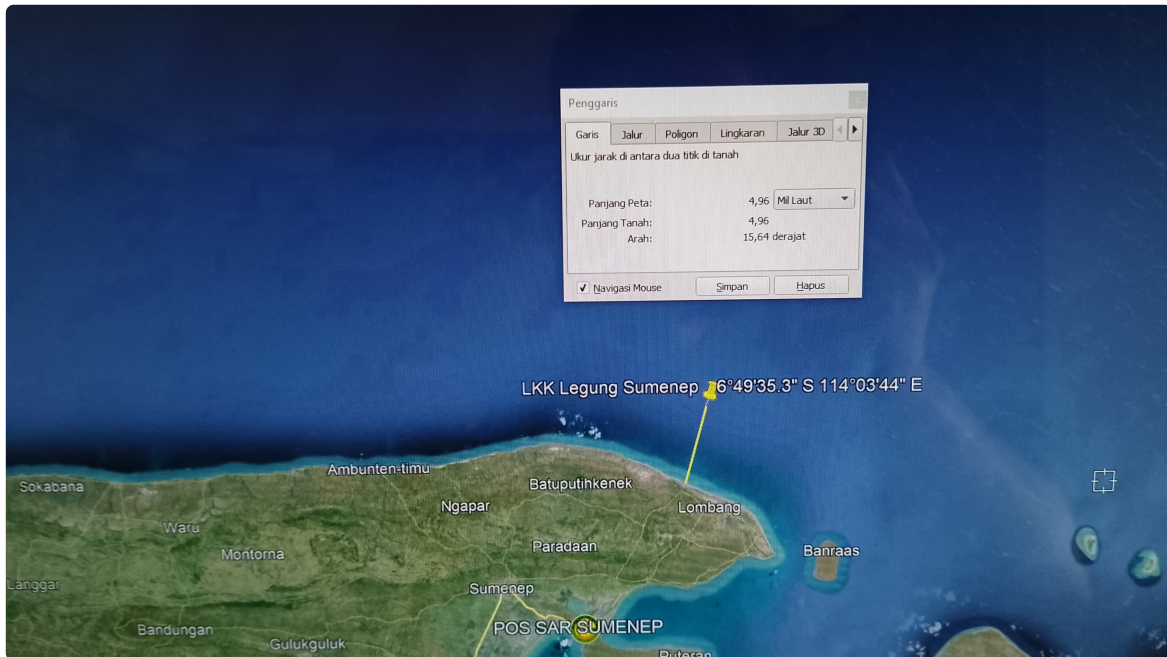 Penggaris
Garis Jalur Poligon Lingkaran Jalur 3D
Ukur jarak di antara dua titik di tanah
Panjang Peta: 4,96 Mil Laut
Panjang Tanah: 4,96
Arah: 15,64 derajat
Navigasi Mouse Simpan Hapus
LKK Legung Sumenep 6°49'35.3" S 114°03'44" E
Ambunten-timu
Sokabana
Batuputihkenek
Ngapar
Lombang
Waru
Montorna
Paradaan
Banraas
Langgar
Sumenep
Bandungan
POS SAR SUMENEP
Gulukguluk
Puteran